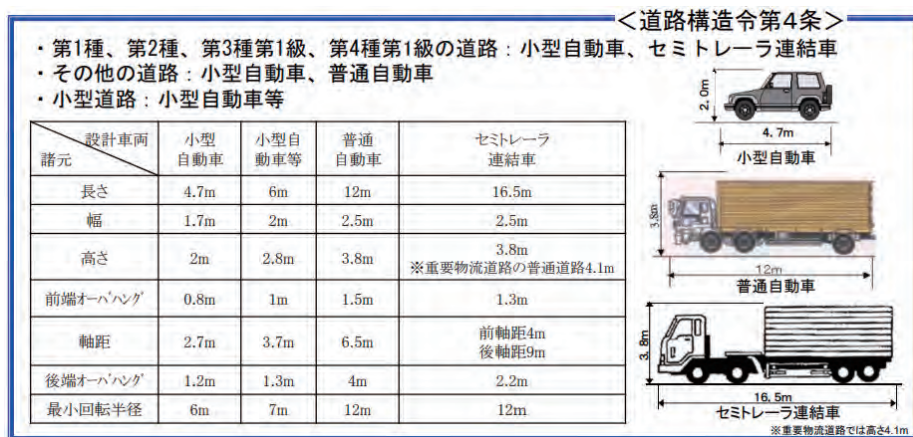 ＜道路構造令第4条＞
・第1種、第2種、第3種第1級、第4種第1級の道路：小型自動車、セミトレーラ連結車
・その他の道路：小型自動車、普通自動車
・小型道路：小型自動車等
設計車両 諸元 小型自動車 小型自動車等 普通自動車 セミトレーラ連結車
長さ 4.7m 6m 12m 16.5m
幅 1.7m 2m 2.5m 2.5m
高さ 2m 2.8m 3.8m 3.8m
※重要物流道路の普通道路4.1m
前端オーバハング 0.8m 1m 1.5m 1.3m
軸距 2.7m 3.7m 6.5m 前軸距4m
後軸距9m
後端オーバハング 1.2m 1.3m 4m 2.2m
最小回転半径 6m 7m 12m 12m
2.0m
4.7m
小型自動車
3.8m
12m
普通自動車
3.8m
16.5m
セミトレーラ連結車
※重要物流道路では高さ4.1m